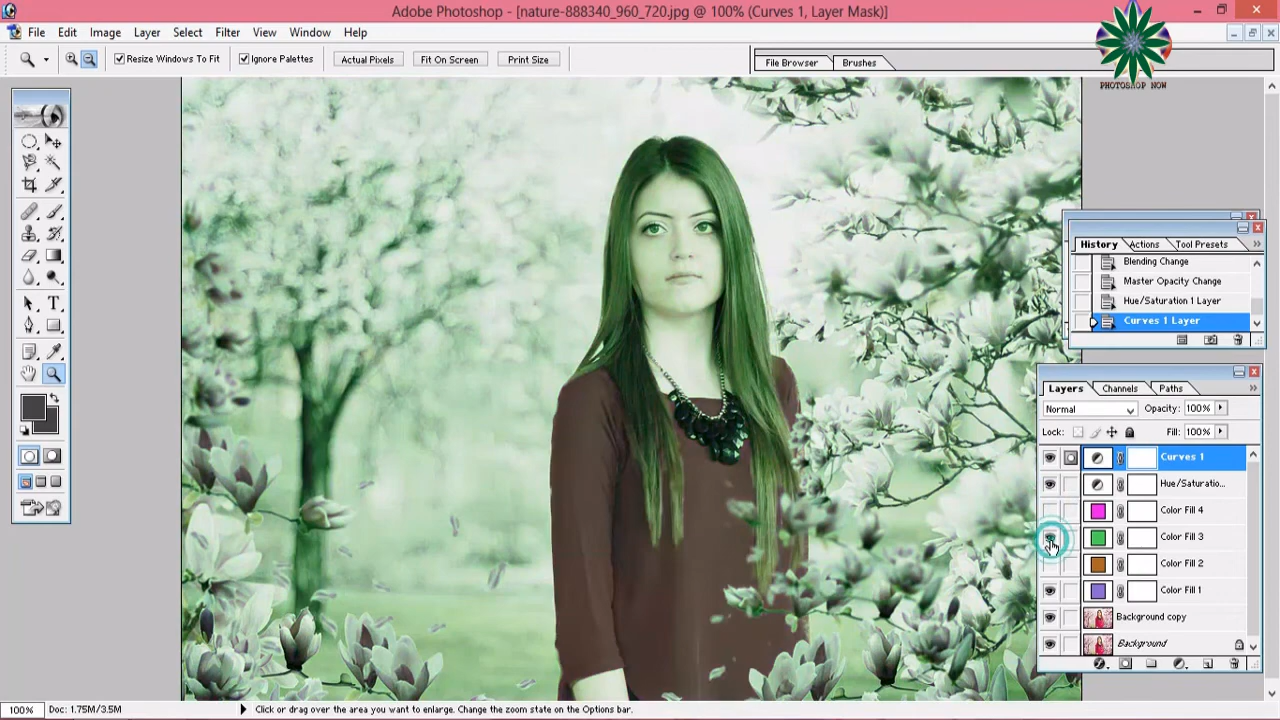 Adobe Photoshop - [nature-888340_960_720.jpg @ 100% (Curves 1, Layer Mask)]
File Edit Image Layer Select Filter View Window Help
Resize Windows To Fit Ignore Palettes Actual Pixels Fit On Screen Print Size File Browser Brushes
PHOTOSHOP NOW
History Actions Tool Presets
Blending Change
Master Opacity Change
Hue/Saturation 1 Layer
Curves 1 Layer
Layers Channels Paths
Normal Opacity: 100%
Lock: Fill: 100%
Curves 1
Hue/Saturatio...
Color Fill 4
Color Fill 3
Color Fill 2
Color Fill 1
Background copy
Background
100% Doc: 1.75M/3.5M Click or drag over the area you want to enlarge. Change the zoom state on the Options bar.